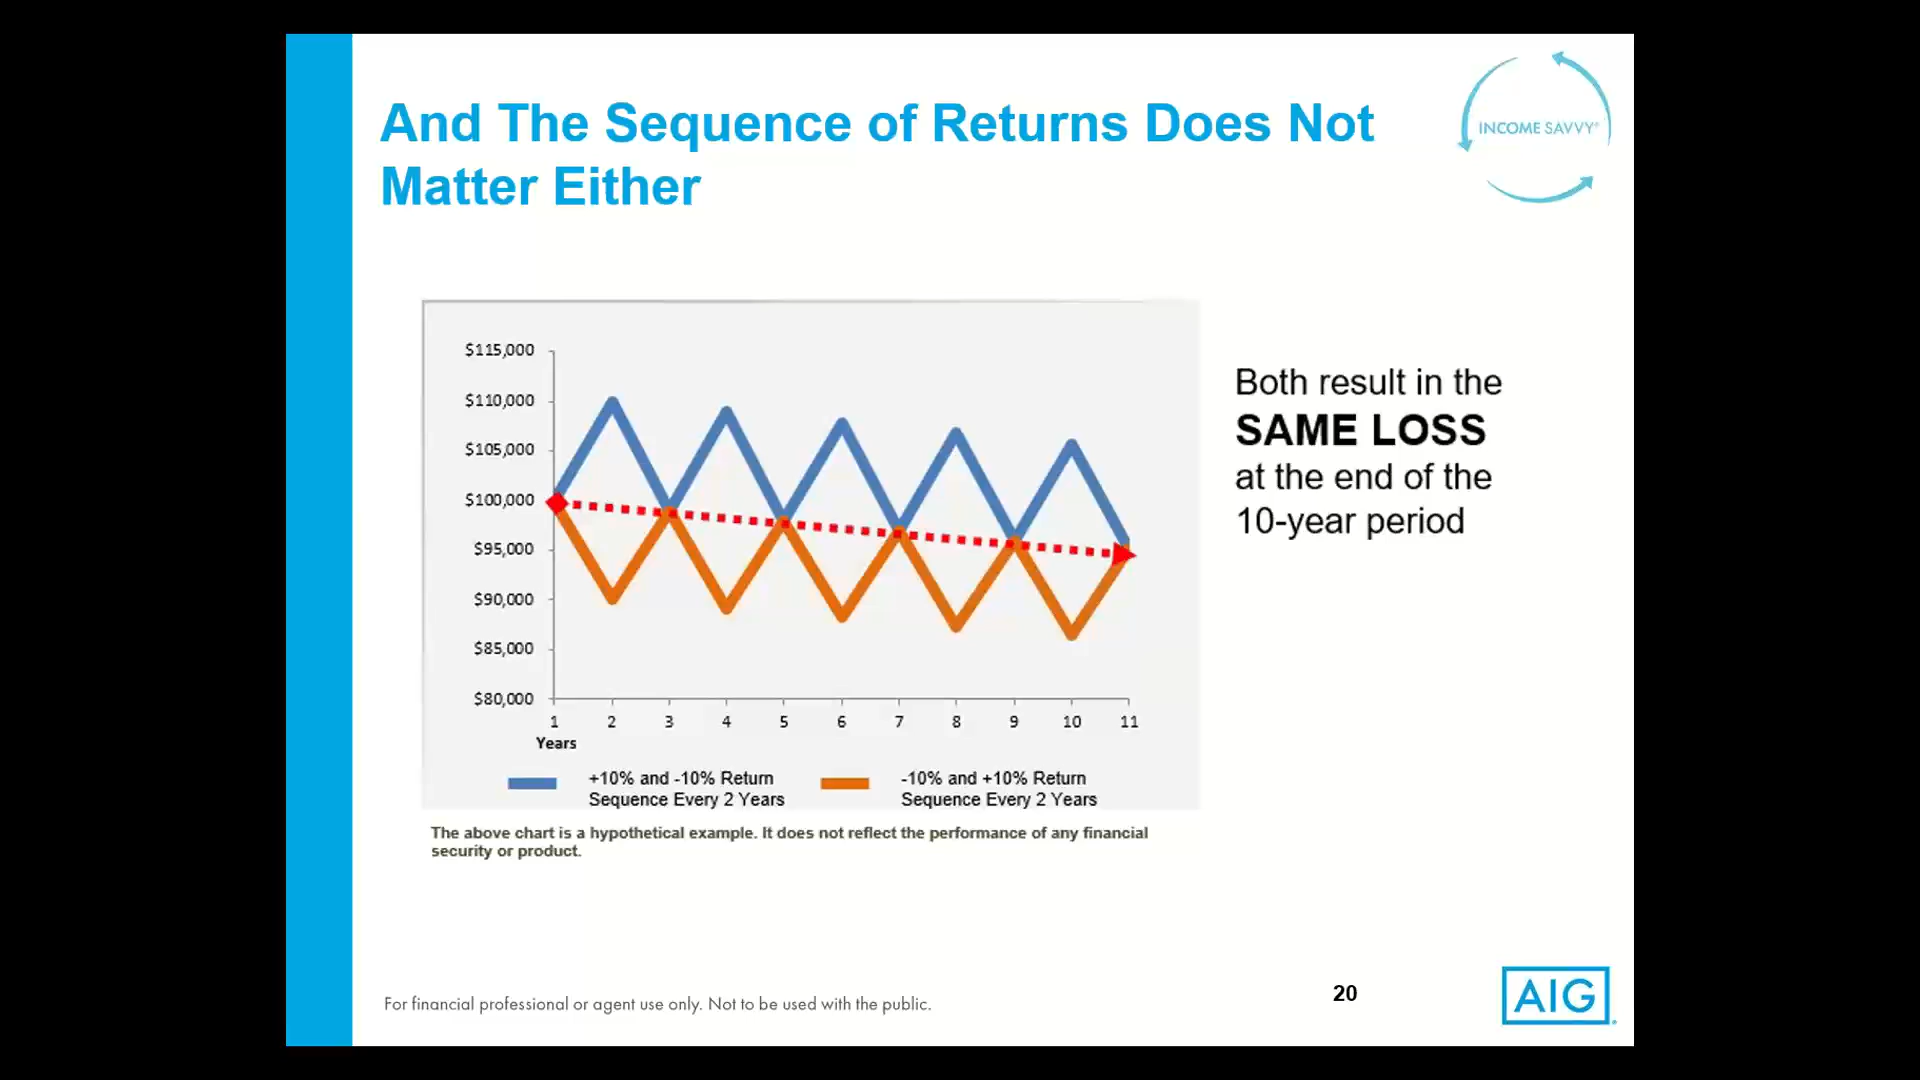 And The Sequence of Returns Does Not
Matter Either
INCOME SAVVY®
$115,000
$110,000
$105,000
$100,000
$95,000
$90,000
$85,000
$80,000
1 2 3 4 5 6 7 8 9 10 11
Years
+10% and -10% Return
Sequence Every 2 Years
-10% and +10% Return
Sequence Every 2 Years
The above chart is a hypothetical example. It does not reflect the performance of any financial
security or product.
Both result in the
SAME LOSS
at the end of the
10-year period
For financial professional or agent use only. Not to be used with the public.
20
AIG